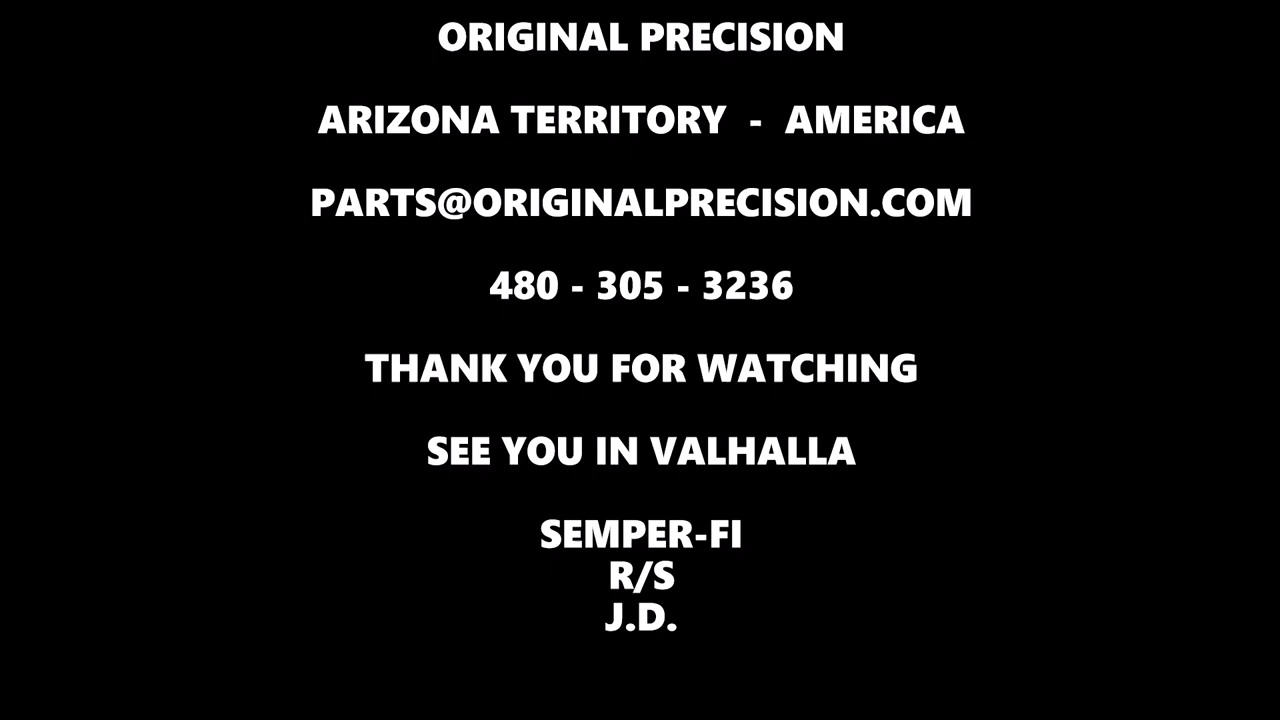 ORIGINAL PRECISION
ARIZONA TERRITORY - AMERICA
PARTS@ORIGINALPRECISION.COM
480 - 305 - 3236
THANK YOU FOR WATCHING
SEE YOU IN VALHALLA
SEMPER-FI
R/S
J.D.